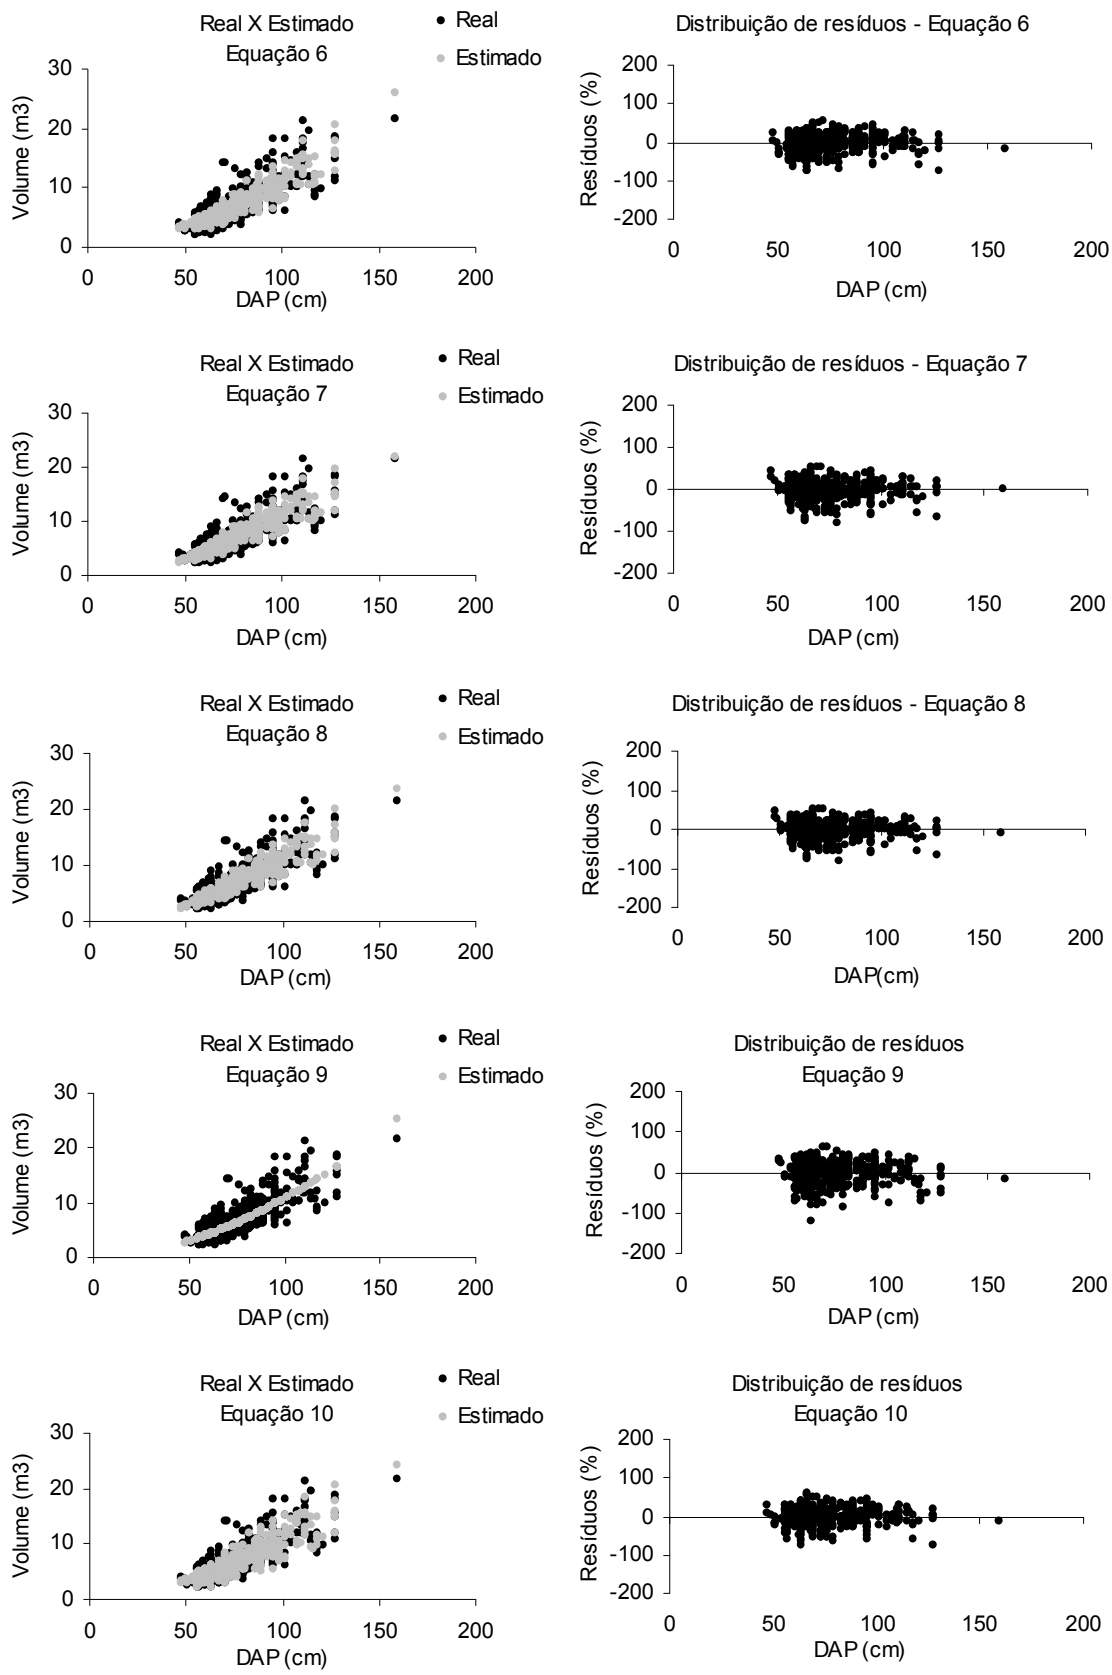 Real X Estimado
Equação 6
Real
Estimado
Volume (m3)
30
20
10
0
0 50 100 150 200
DAP (cm)
Distribuição de resíduos - Equação 6
Resíduos (%)
200
100
0
-100
-200
0 50 100 150 200
DAP (cm)
Real X Estimado
Equação 7
Real
Estimado
Volume (m3)
30
20
10
0
0 50 100 150 200
DAP (cm)
Distribuição de resíduos - Equação 7
Resíduos (%)
200
100
0
-100
-200
0 50 100 150 200
DAP (cm)
Real X Estimado
Equação 8
Real
Estimado
Volume (m3)
30
20
10
0
0 50 100 150 200
DAP (cm)
Distribuição de resíduos - Equação 8
Resíduos (%)
200
100
0
-100
-200
0 50 100 150 200
DAP(cm)
Real X Estimado
Equação 9
Real
Estimado
Volume (m3)
30
20
10
0
0 50 100 150 200
DAP (cm)
Distribuição de resíduos
Equação 9
Resíduos (%)
200
100
0
-100
-200
0 50 100 150 200
DAP (cm)
Real X Estimado
Equação 10
Real
Estimado
Volume (m3)
30
20
10
0
0 50 100 150 200
DAP (cm)
Distribuição de resíduos
Equação 10
Resíduos (%)
200
100
0
-100
-200
0 50 100 150 200
DAP (cm)